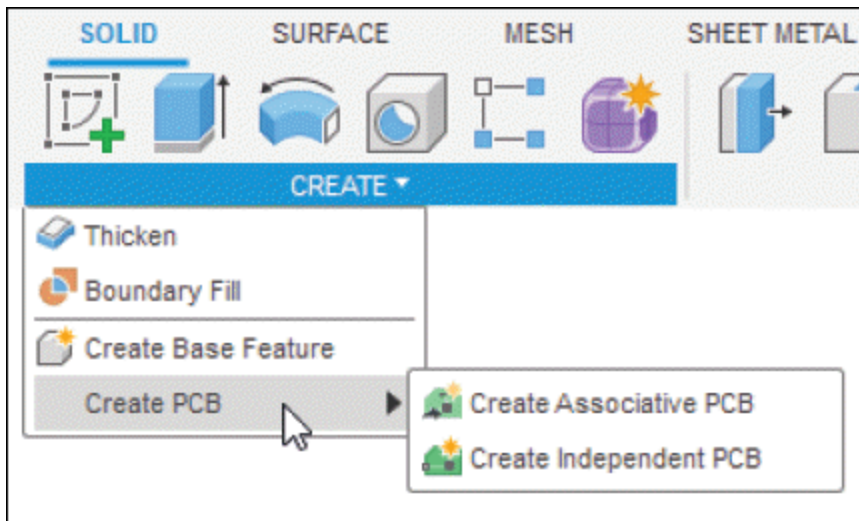 SOLID SURFACE MESH SHEET METAL
CREATE
Thicken
Boundary Fill
Create Base Feature
Create PCB
Create Associative PCB
Create Independent PCB